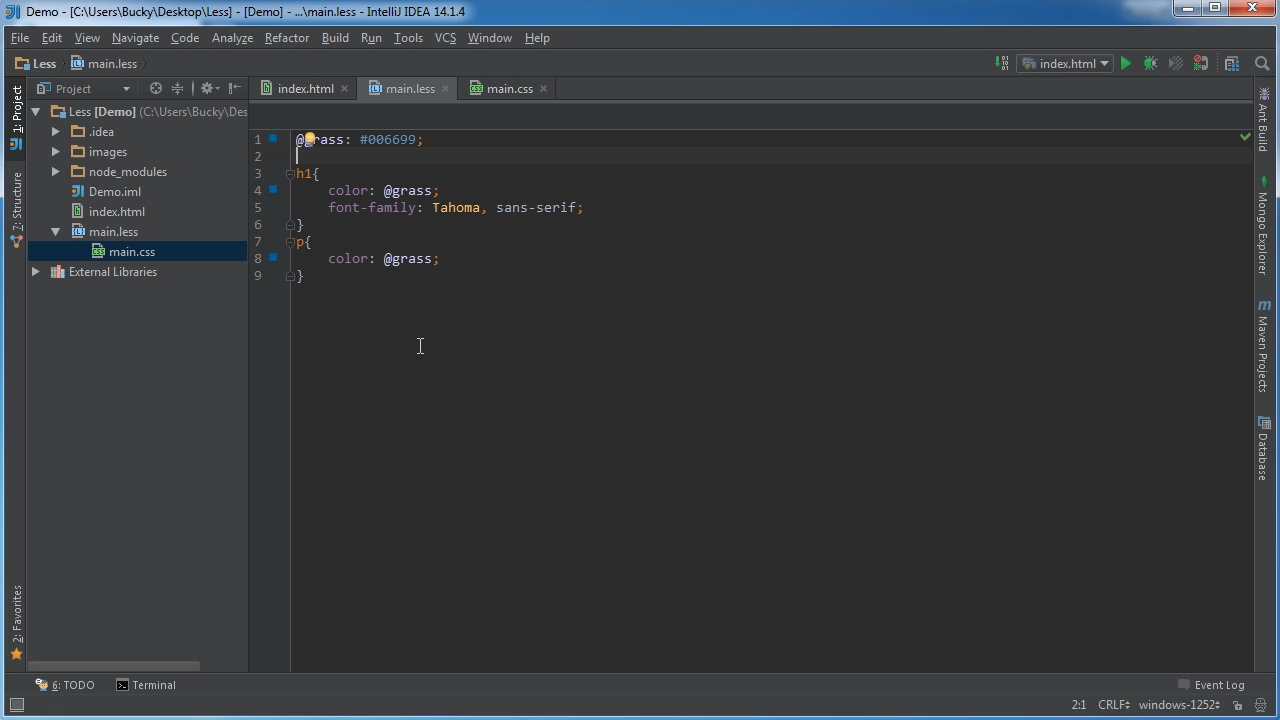 Demo - [C:\Users\Bucky\Desktop\Less] - [Demo] - ...\main.less - IntelliJ IDEA 14.1.4
File Edit View Navigate Code Analyze Refactor Build Run Tools VCS Window Help
Less main.less index.html
1: Project
7: Structure
2: Favorites
Project
Less [Demo] (C:\Users\Bucky\Des
.idea
images
node_modules
Demo.iml
index.html
main.less
main.css
External Libraries
index.html main.less main.css
1 @grass: #006699;
2
3 h1{
4 color: @grass;
5 font-family: Tahoma, sans-serif;
6 }
7 p{
8 color: @grass;
9 }
Ant Build
Mongo Explorer
Maven Projects
Database
6: TODO Terminal Event Log
2:1 CRLF windows-1252